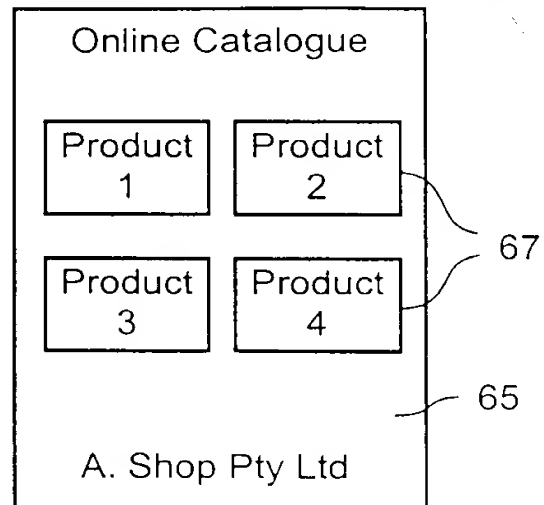 Online Catalogue
Product
1
Product
2
67
Product
3
Product
4
65
A. Shop Pty Ltd